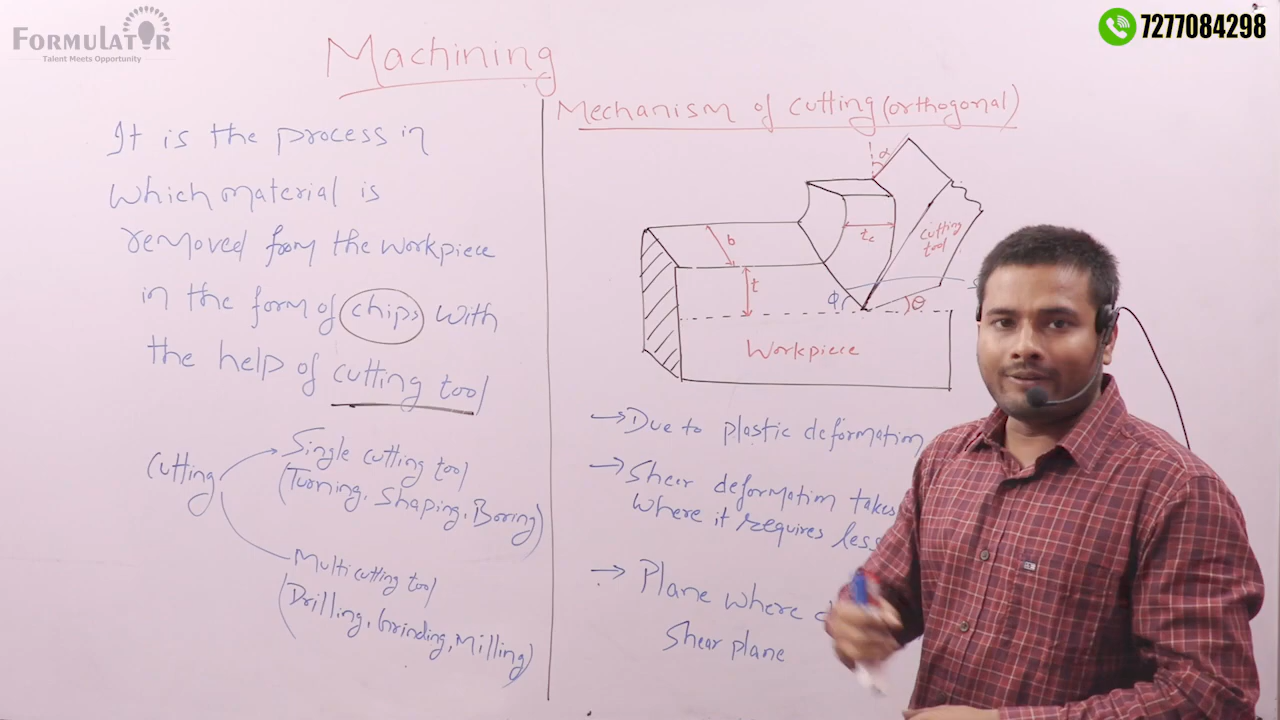 FORMULATOR
Talent Meets Opportunity
7277084298
Machining
It is the process in
which material is
removed from the workpiece
in the form of chips with
the help of cutting tool
Cutting
Single cutting tool
(Turning, Shaping, Boring)
Multi cutting tool
(Drilling, Grinding, Milling)
Mechanism of cutting (orthogonal)
α
b
tc
Cutting
tool
t
Φ
θ
Workpiece
→ Due to plastic deformation
→ Shear deformation takes
where it requires less
→ Plane where
Shear plane